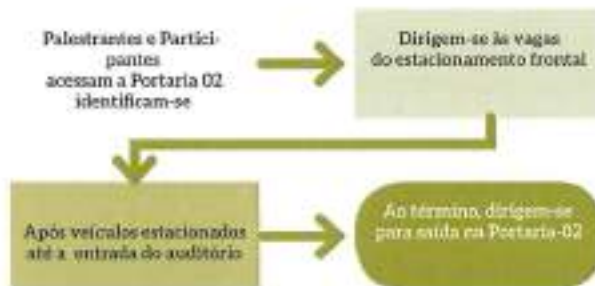 Palestrantes e Partici-
pantes
acessam a Portaria 02
identificam-se
Dirigem-se às vagas
do estacionamento frontal
Após veículos estacionados
até a entrada do auditório
Ao término, dirigem-se
para saída na Portaria-02